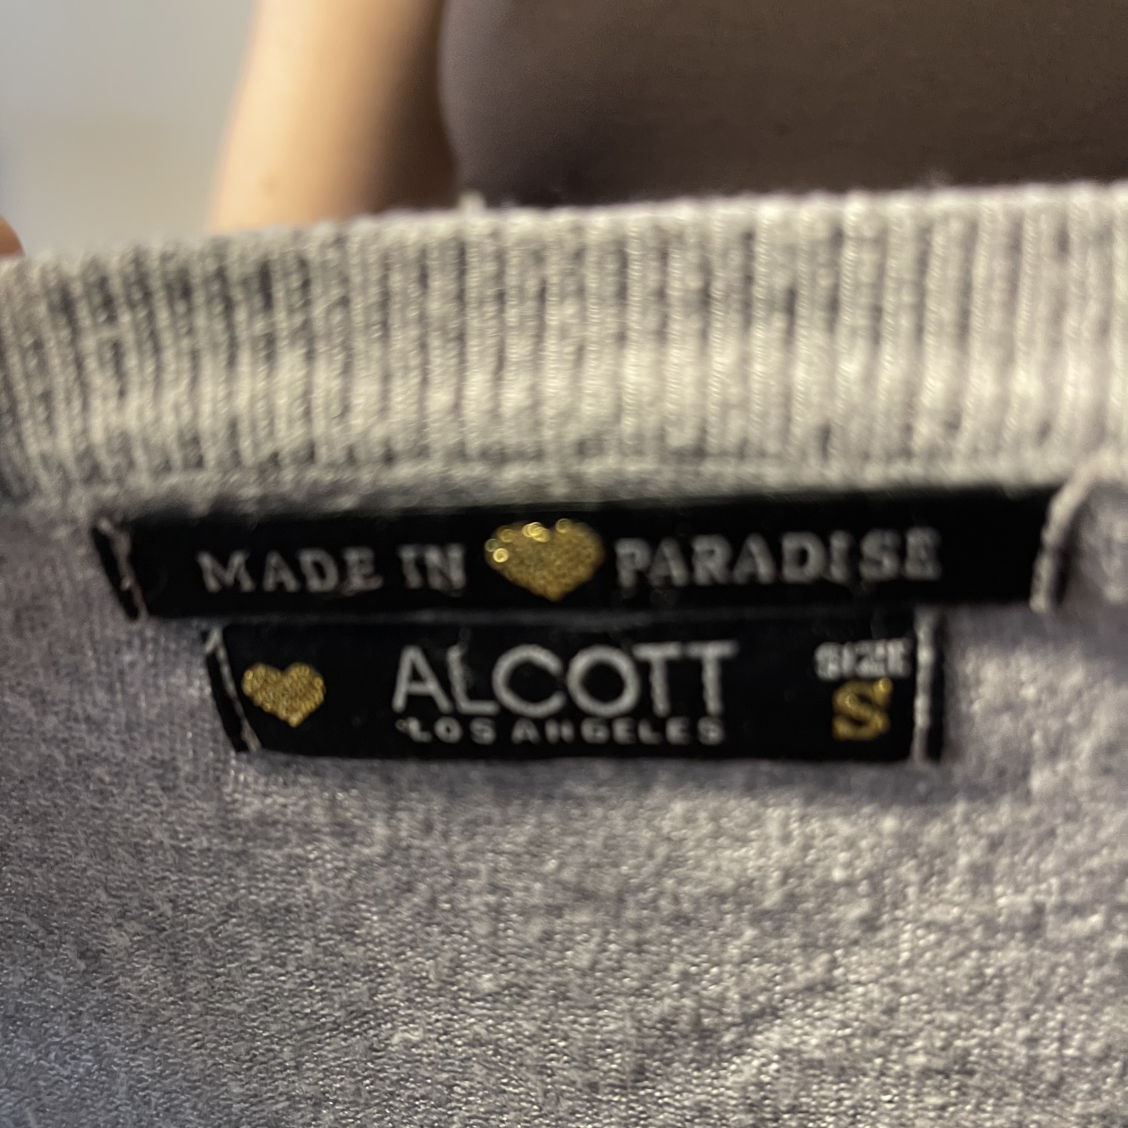 MADE IN PARADISE
ALCOTT
LOS ANGELES
SIZE
S